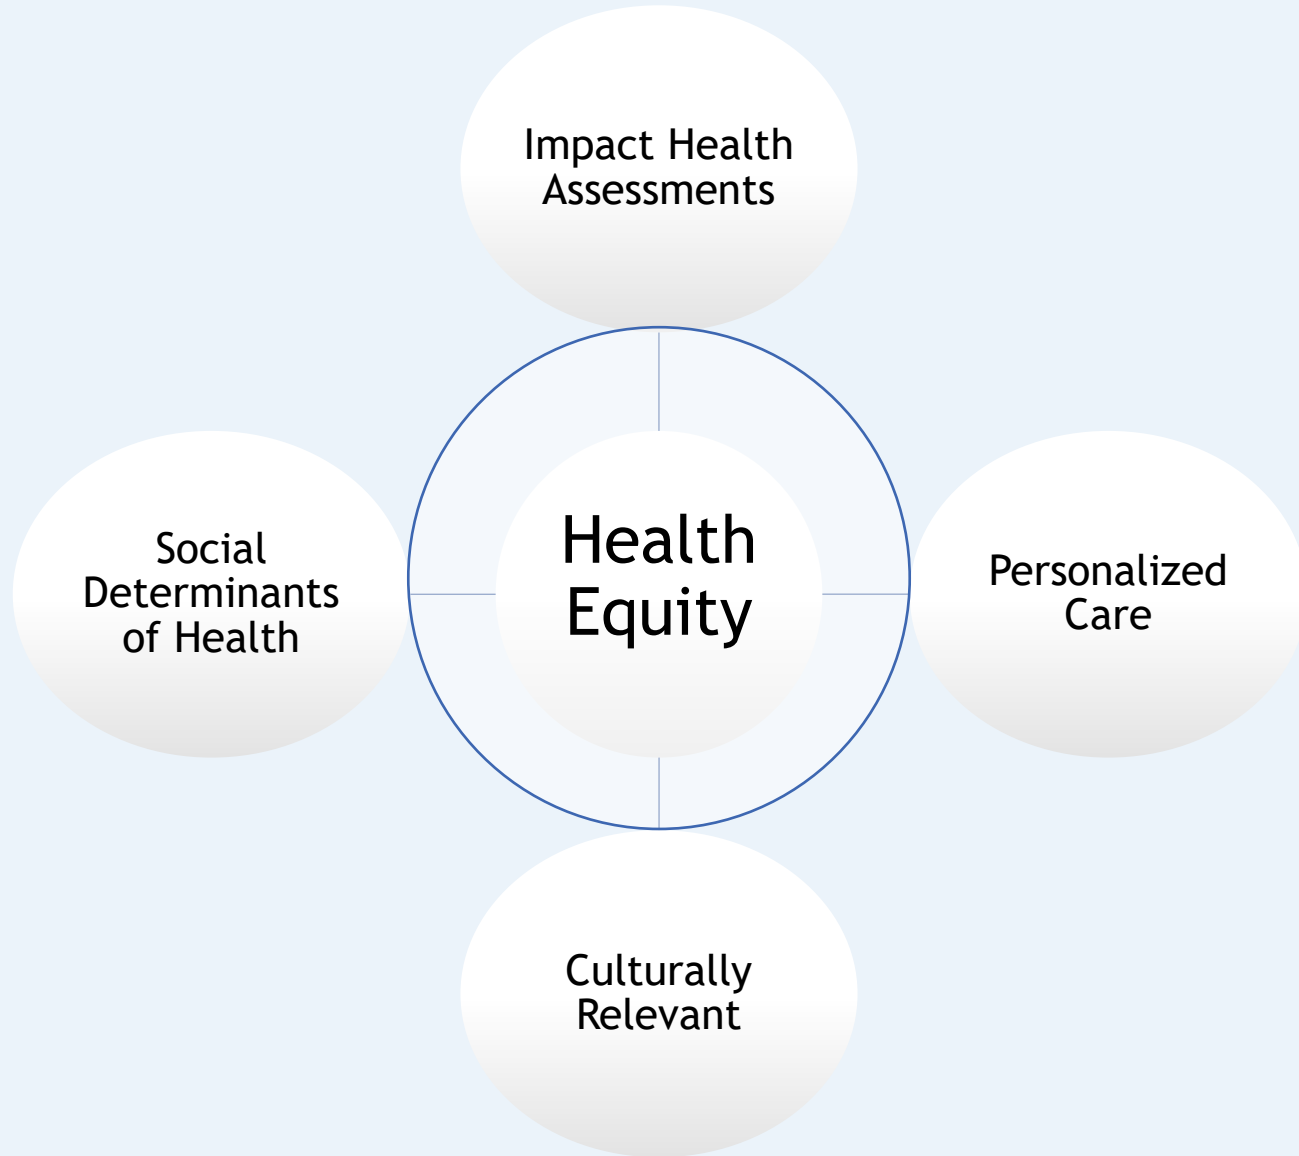 Impact Health
Assessments
Social
Determinants
of Health
Health
Equity
Personalized
Care
Culturally
Relevant